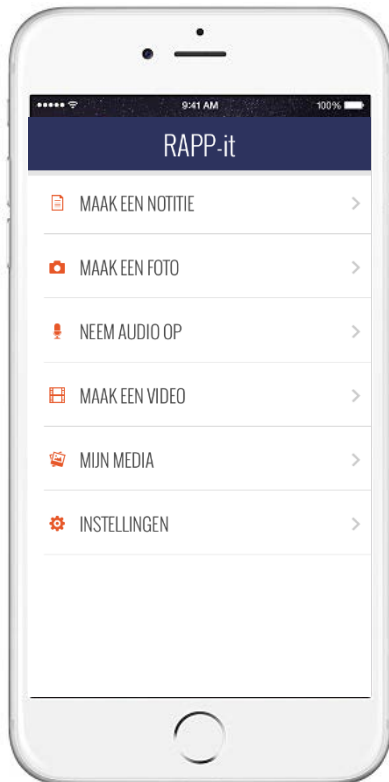 9:41 AM 100%
RAPP-it
MAAK EEN NOTITIE
MAAK EEN FOTO
NEEM AUDIO OP
MAAK EEN VIDEO
MIJN MEDIA
INSTELLINGEN